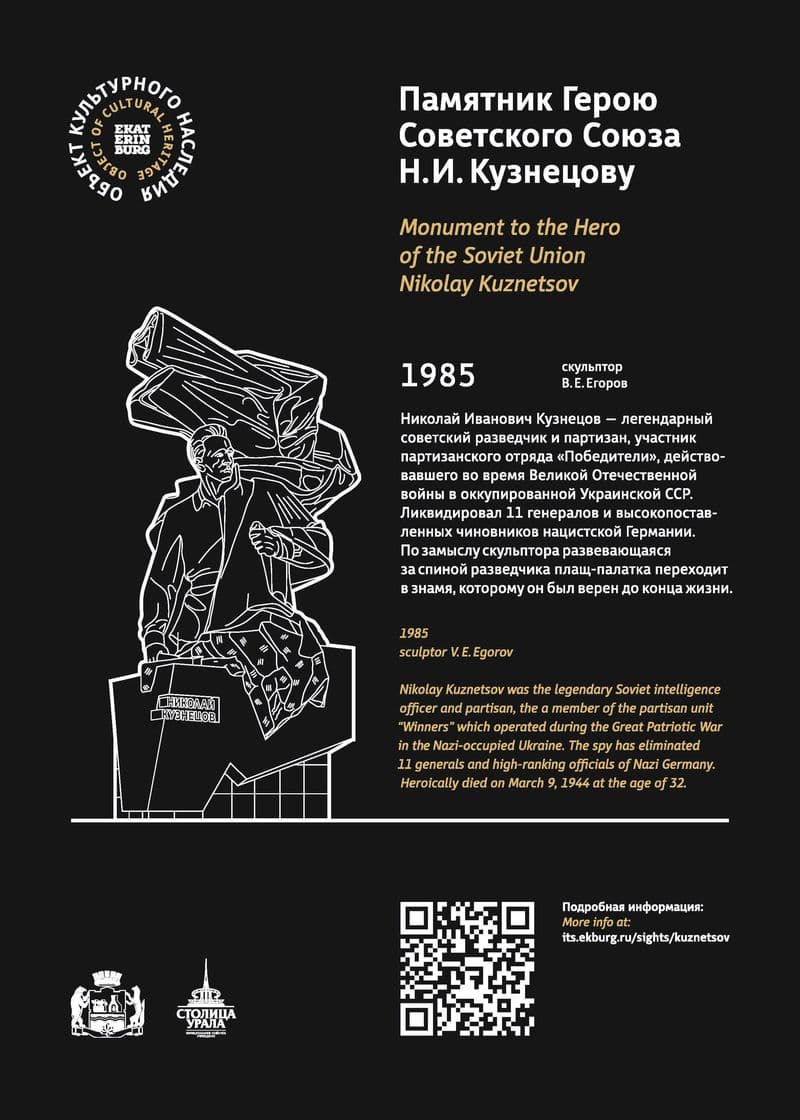 ОБЪЕКТ КУЛЬТУРНОГО НАСЛЕДИЯ
OBJECT OF CULTURAL HERITAGE
EKAT
ERIN
BURG
Памятник Герою
Советского Союза
Н.И. Кузнецову
Monument to the Hero
of the Soviet Union
Nikolay Kuznetsov
1985
скульптор
В. Е. Егоров
Николай Иванович Кузнецов — легендарный
советский разведчик и партизан, участник
партизанского отряда «Победители», действо-
вавшего во время Великой Отечественной
войны в оккупированной Украинской ССР.
Ликвидировал 11 генералов и высокопостав-
ленных чиновников нацистской Германии.
По замыслу скульптора развевающаяся
за спиной разведчика плащ-палатка переходит
в знамя, которому он был верен до конца жизни.
1985
sculptor V. E. Egorov
Nikolay Kuznetsov was the legendary Soviet intelligence
officer and partisan, the a member of the partisan unit
"Winners" which operated during the Great Patriotic War
in the Nazi-occupied Ukraine. The spy has eliminated
11 generals and high-ranking officials of Nazi Germany.
Heroically died on March 9, 1944 at the age of 32.
НИКОЛАЙ
КУЗНЕЦОВ
Подробная информация:
More info at:
its.ekburg.ru/sights/kuznetsov
СТОЛИЦА
УРАЛА